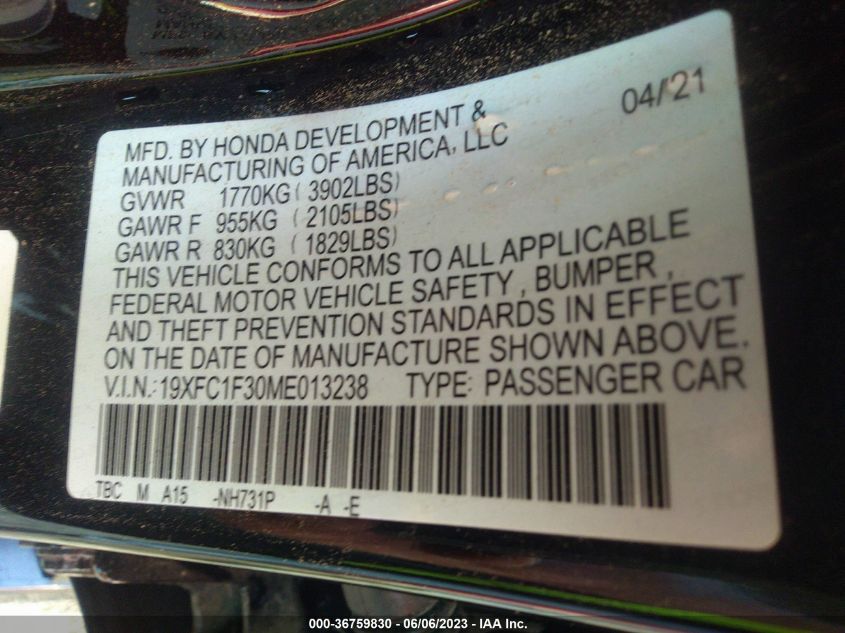 04/21
MFD. BY HONDA DEVELOPMENT &
MANUFACTURING OF AMERICA, LLC
GVWR 1770KG ( 3902LBS)
GAWR F 955KG ( 2105LBS)
GAWR R 830KG ( 1829LBS)
THIS VEHICLE CONFORMS TO ALL APPLICABLE
FEDERAL MOTOR VEHICLE SAFETY , BUMPER ,
AND THEFT PREVENTION STANDARDS IN EFFECT
ON THE DATE OF MANUFACTURE SHOWN ABOVE.
V.I.N.: 19XFC1F30ME013238 TYPE: PASSENGER CAR
TBC M A15 -NH731P -A -E
000-36759830 - 06/06/2023 - IAA Inc.